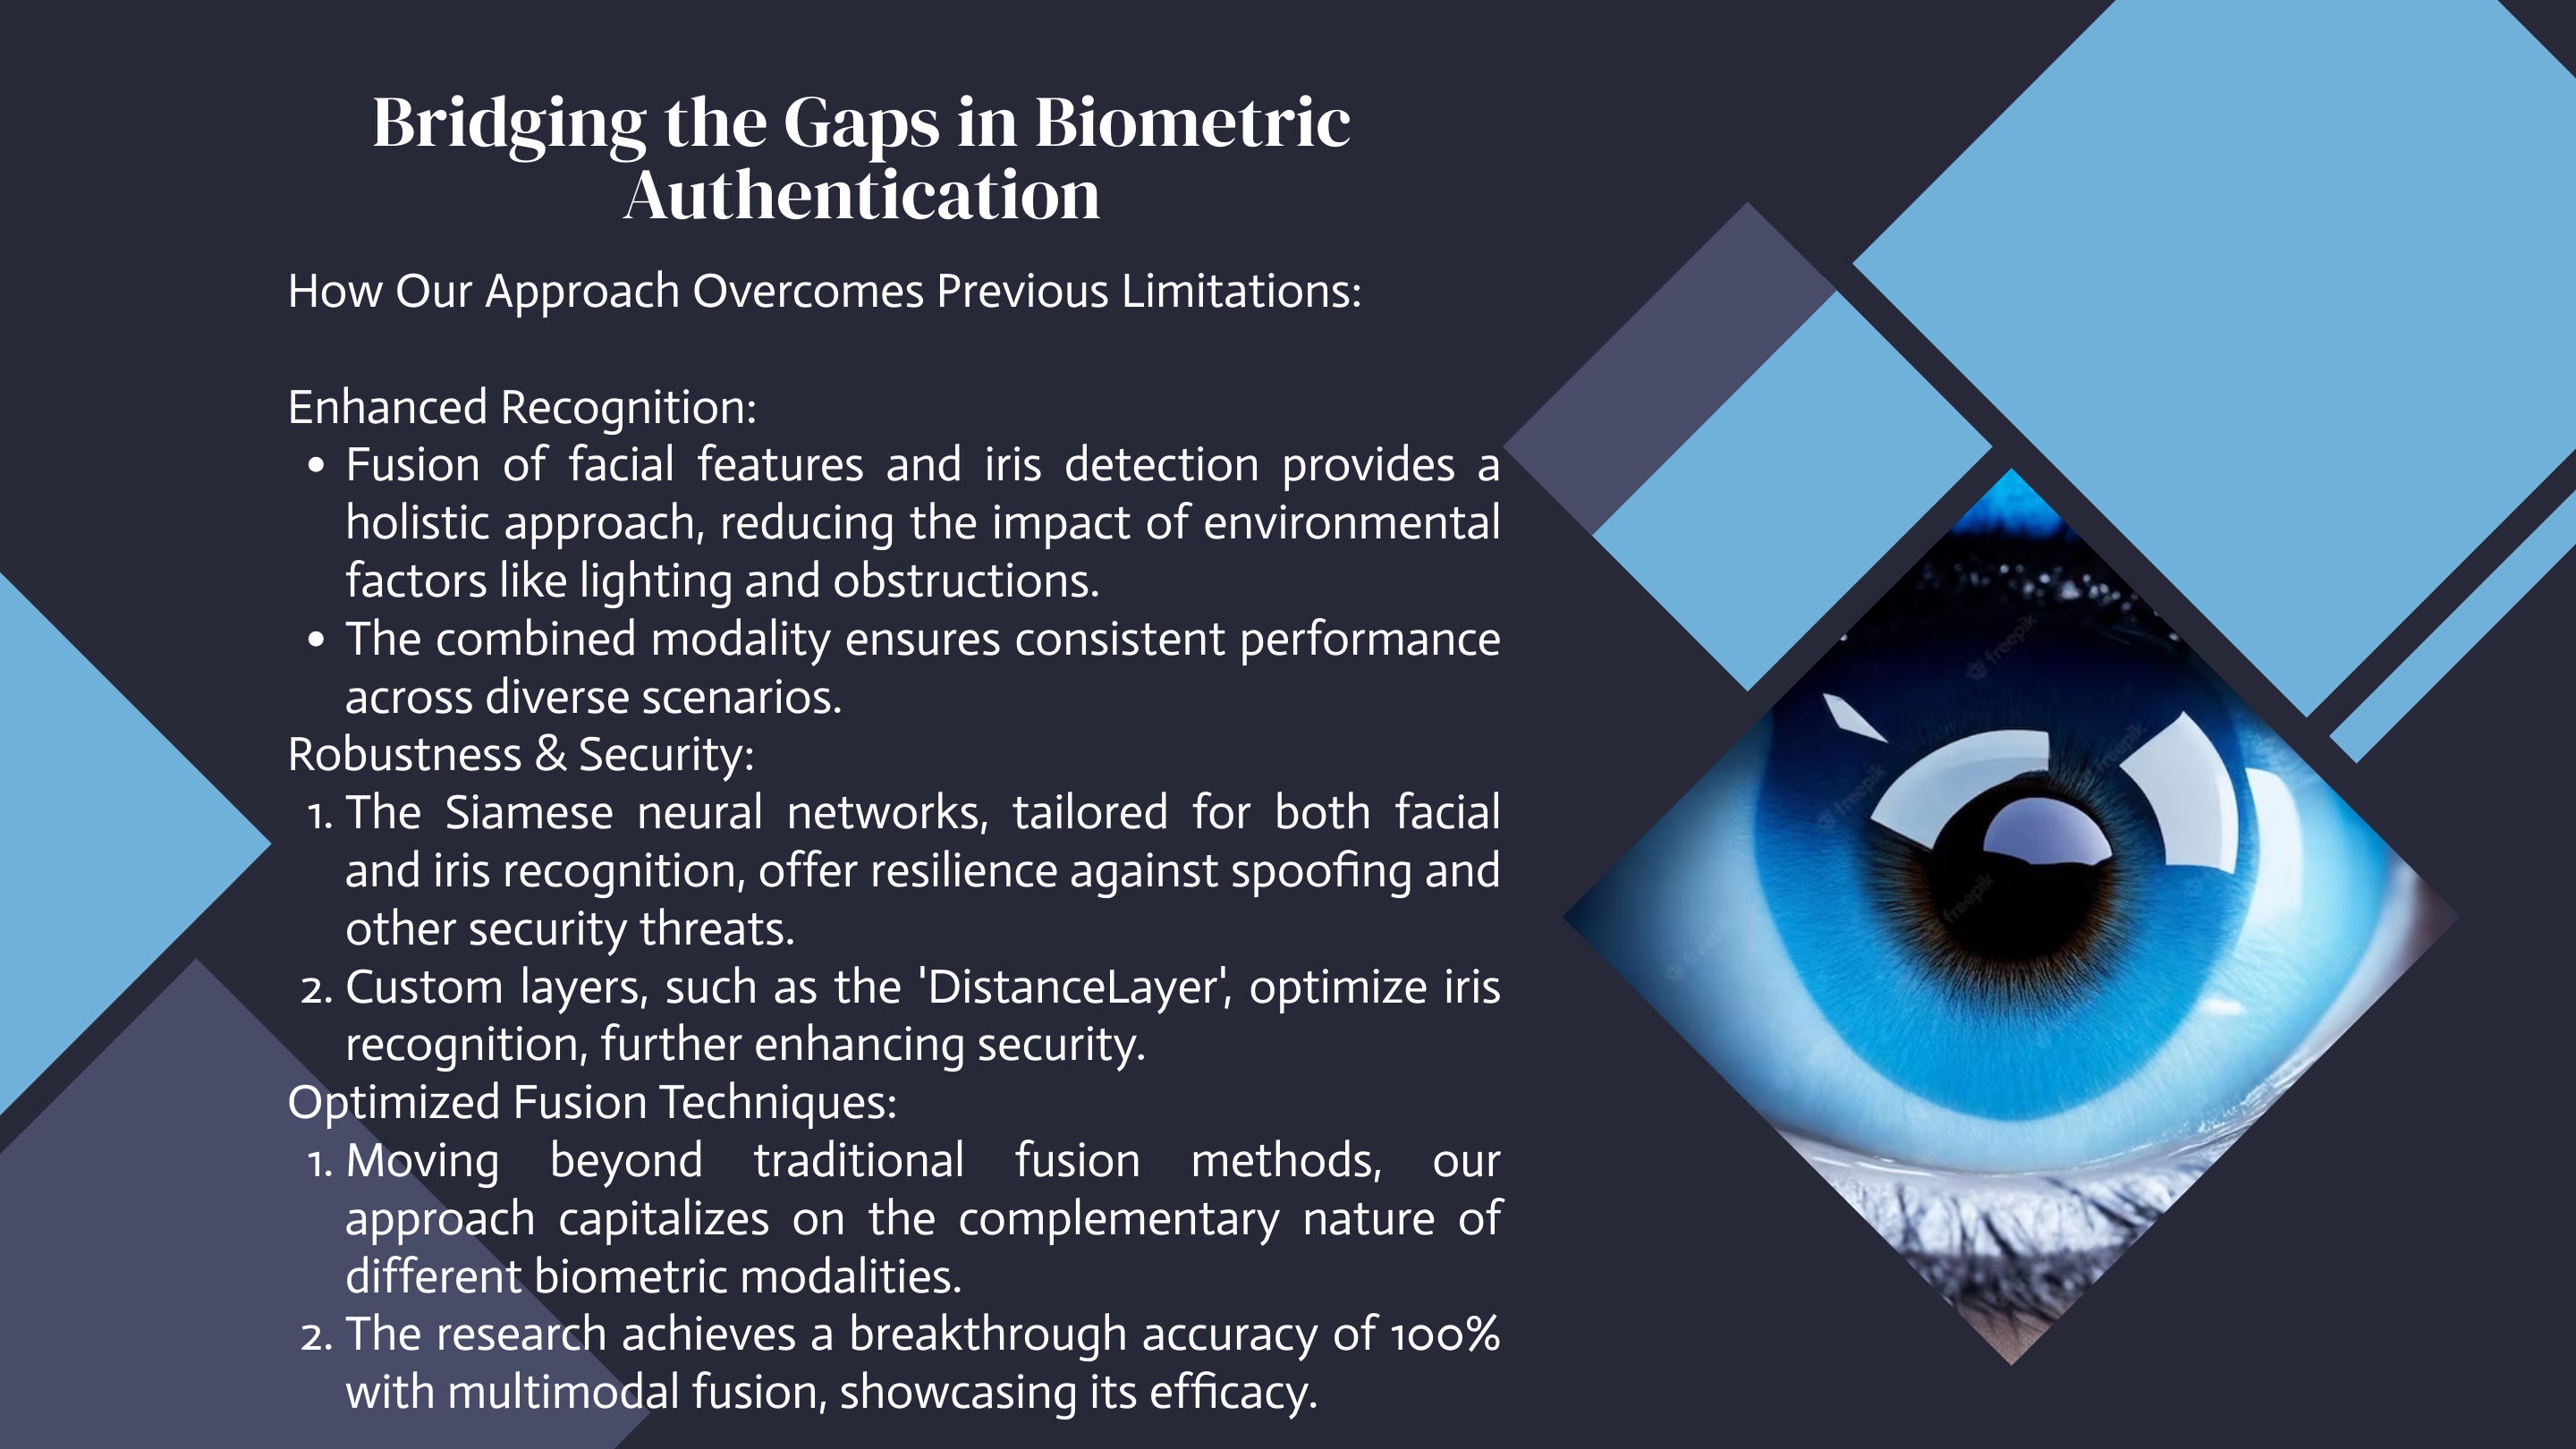 Bridging the Gaps in Biometric
Authentication
How Our Approach Overcomes Previous Limitations:
Enhanced Recognition:
• Fusion of facial features and iris detection provides a
holistic approach, reducing the impact of environmental
factors like lighting and obstructions.
• The combined modality ensures consistent performance
across diverse scenarios.
Robustness & Security:
1. The Siamese neural networks, tailored for both facial
and iris recognition, offer resilience against spoofing and
other security threats.
2. Custom layers, such as the 'DistanceLayer', optimize iris
recognition, further enhancing security.
Optimized Fusion Techniques:
1. Moving beyond traditional fusion methods, our
approach capitalizes on the complementary nature of
different biometric modalities.
2. The research achieves a breakthrough accuracy of 100%
with multimodal fusion, showcasing its efficacy.
freepik
freepik
freepik
freepik
freepik